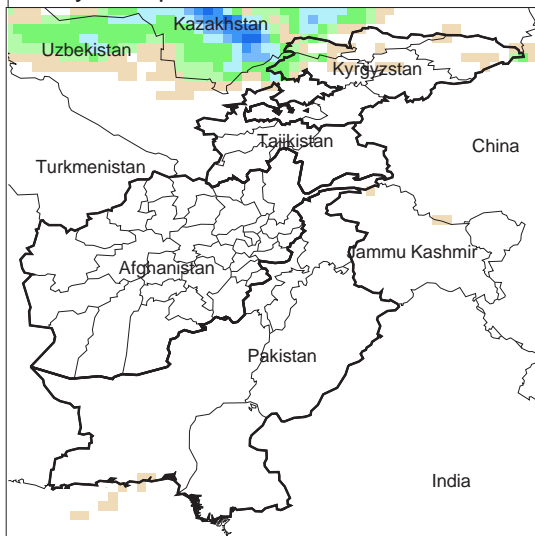 Kazakhstan
Uzbekistan
Kyrgyzstan
Tajikistan
China
Turkmenistan
Jammu Kashmir
Afghanistan
Pakistan
India